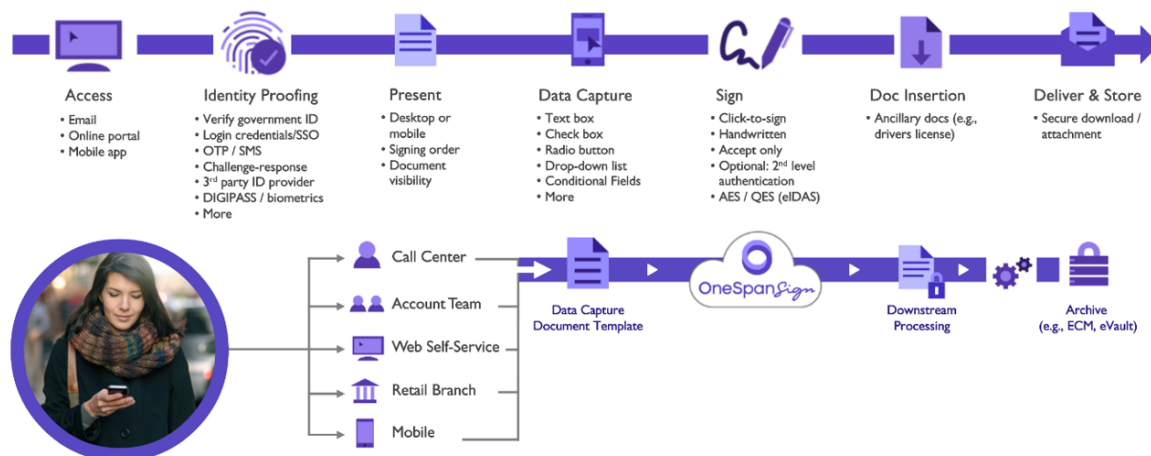 Access
• Email
• Online portal
• Mobile app
Identity Proofing
• Verify government ID
• Login credentials/SSO
• OTP / SMS
• Challenge-response
• 3rd party ID provider
• DIGIPASS / biometrics
• More
Present
• Desktop or
mobile
• Signing order
• Document
visibility
Data Capture
• Text box
• Check box
• Radio button
• Drop-down list
• Conditional Fields
• More
Sign
• Click-to-sign
• Handwritten
• Accept only
• Optional: 2nd level
authentication
• AES / QES (eIDAS)
Doc Insertion
• Ancillary docs (e.g.,
drivers license)
Deliver & Store
• Secure download /
attachment
Call Center
Account Team
Web Self-Service
Retail Branch
Mobile
Data Capture
Document Template
OneSpanSign
Downstream
Processing
Archive
(e.g., ECM, eVault)